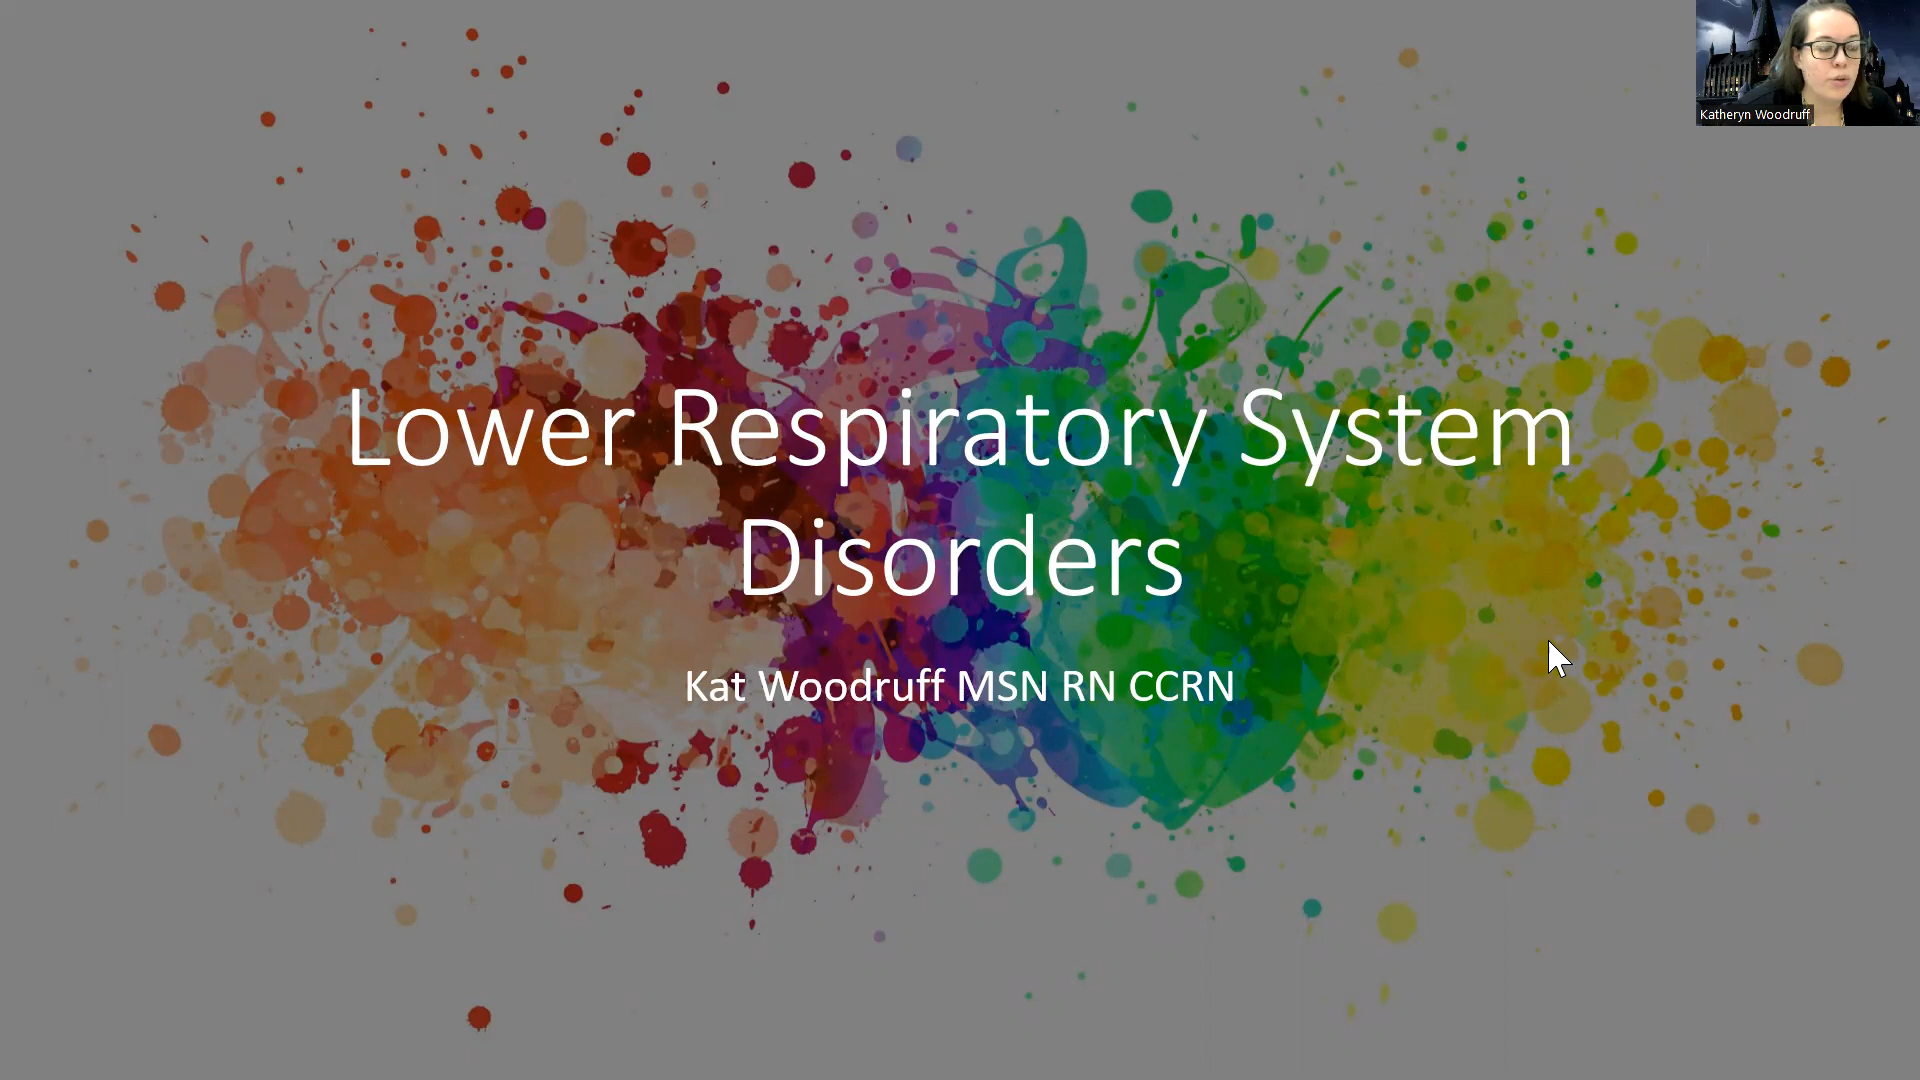 Katheryn Woodruff
Lower Respiratory System
Disorders
Kat Woodruff MSN RN CCRN